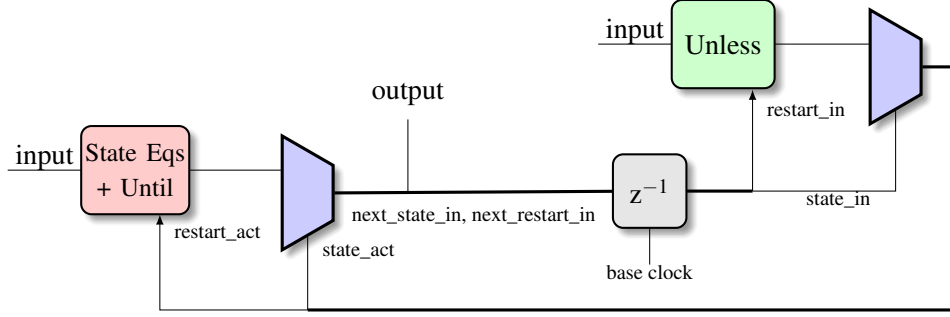 input
Unless
restart_in
output
input
State Eqs
+ Until
z−1
next_state_in, next_restart_in
state_in
restart_act
state_act
base clock